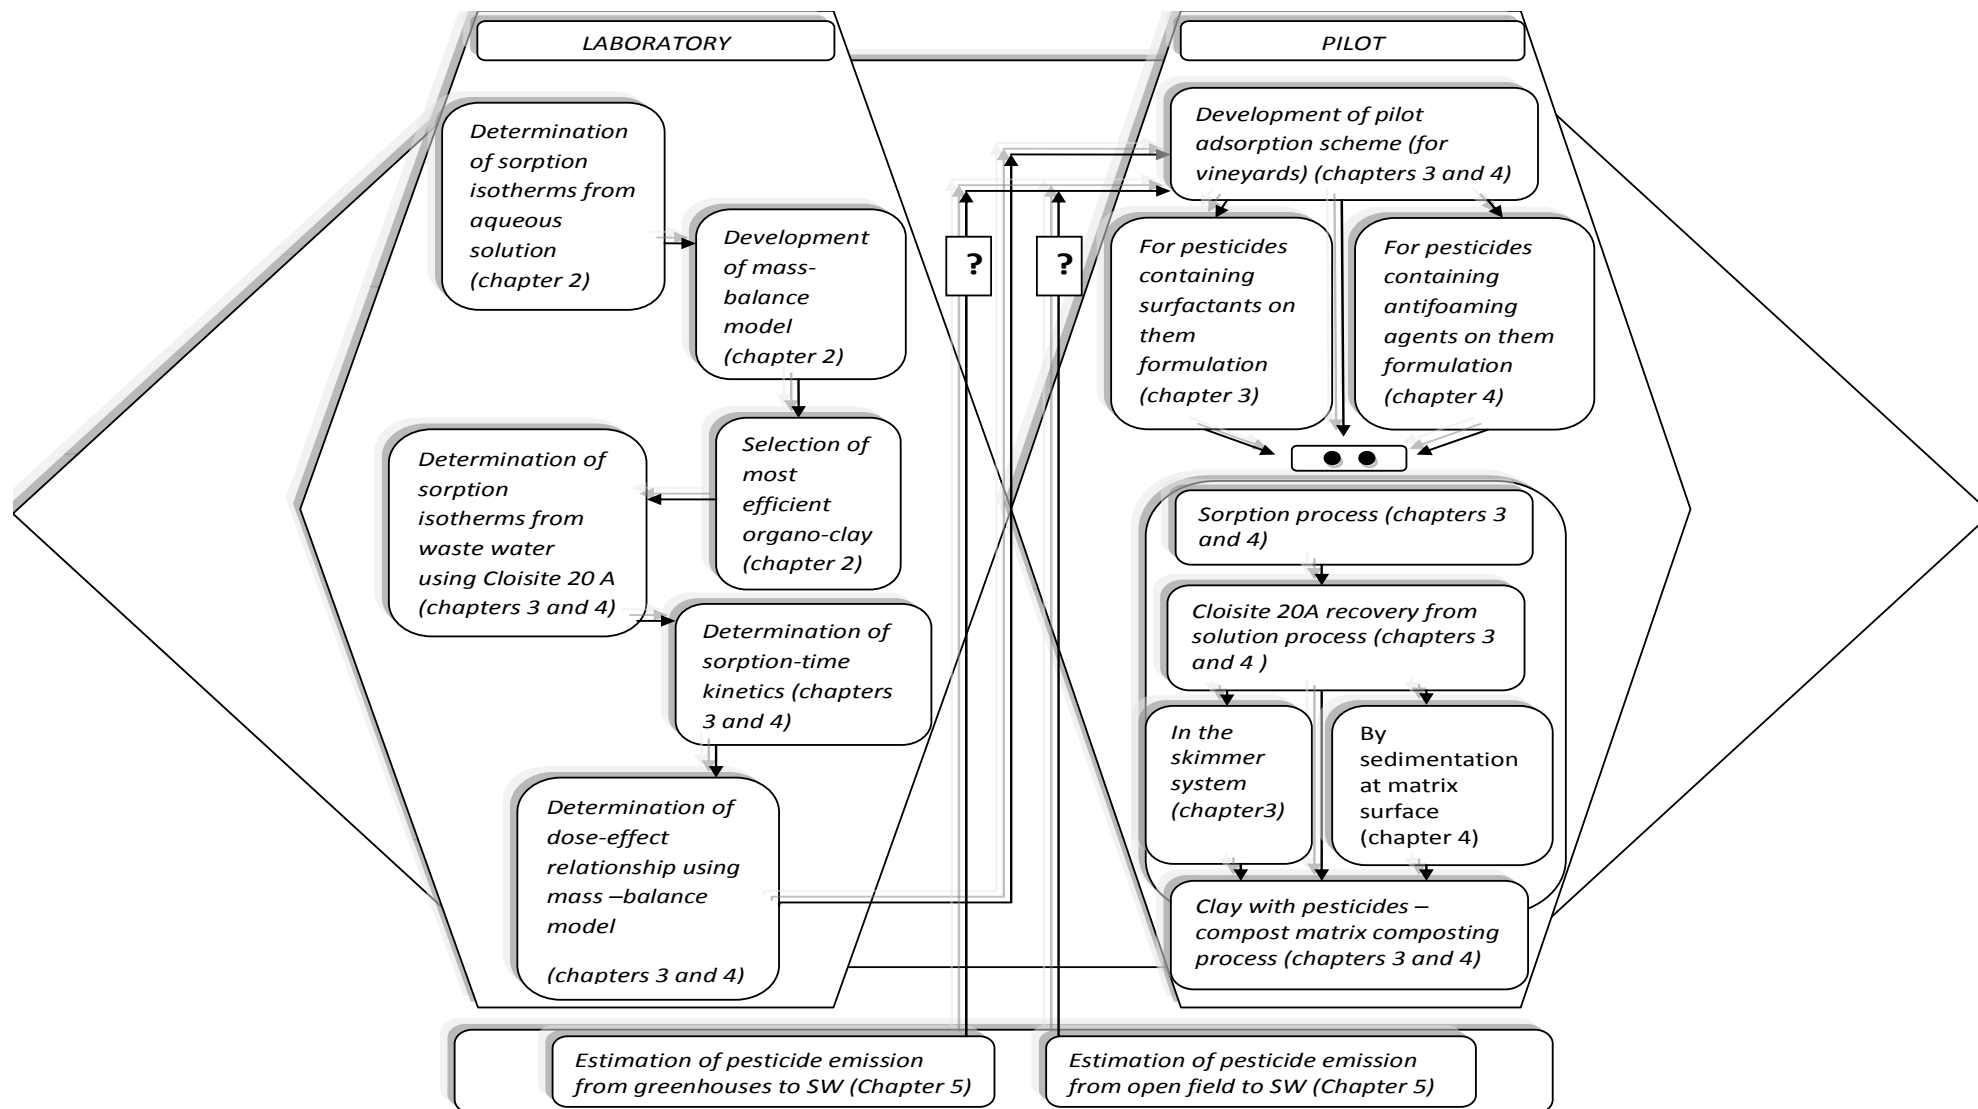 LABORATORY
Determination
of sorption
isotherms from
aqueous
solution
(chapter 2)
Development
of mass-
balance
model
(chapter 2)
Selection of
most
efficient
organo-clay
(chapter 2)
Determination of
sorption
isotherms from
waste water
using Cloisite 20 A
(chapters 3 and 4)
Determination of
sorption-time
kinetics (chapters
3 and 4)
Determination of
dose-effect
relationship using
mass –balance
model
(chapters 3 and 4)
?
?
PILOT
Development of pilot
adsorption scheme (for
vineyards) (chapters 3 and 4)
For pesticides
containing
surfactants on
them
formulation
(chapter 3)
For pesticides
containing
antifoaming
agents on them
formulation
(chapter 4)
Sorption process (chapters 3
and 4)
Cloisite 20A recovery from
solution process (chapters 3
and 4 )
In the
skimmer
system
(chapter3)
By
sedimentation
at matrix
surface
(chapter 4)
Clay with pesticides –
compost matrix composting
process (chapters 3 and 4)
Estimation of pesticide emission
from greenhouses to SW (Chapter 5)
Estimation of pesticide emission
from open field to SW (Chapter 5)